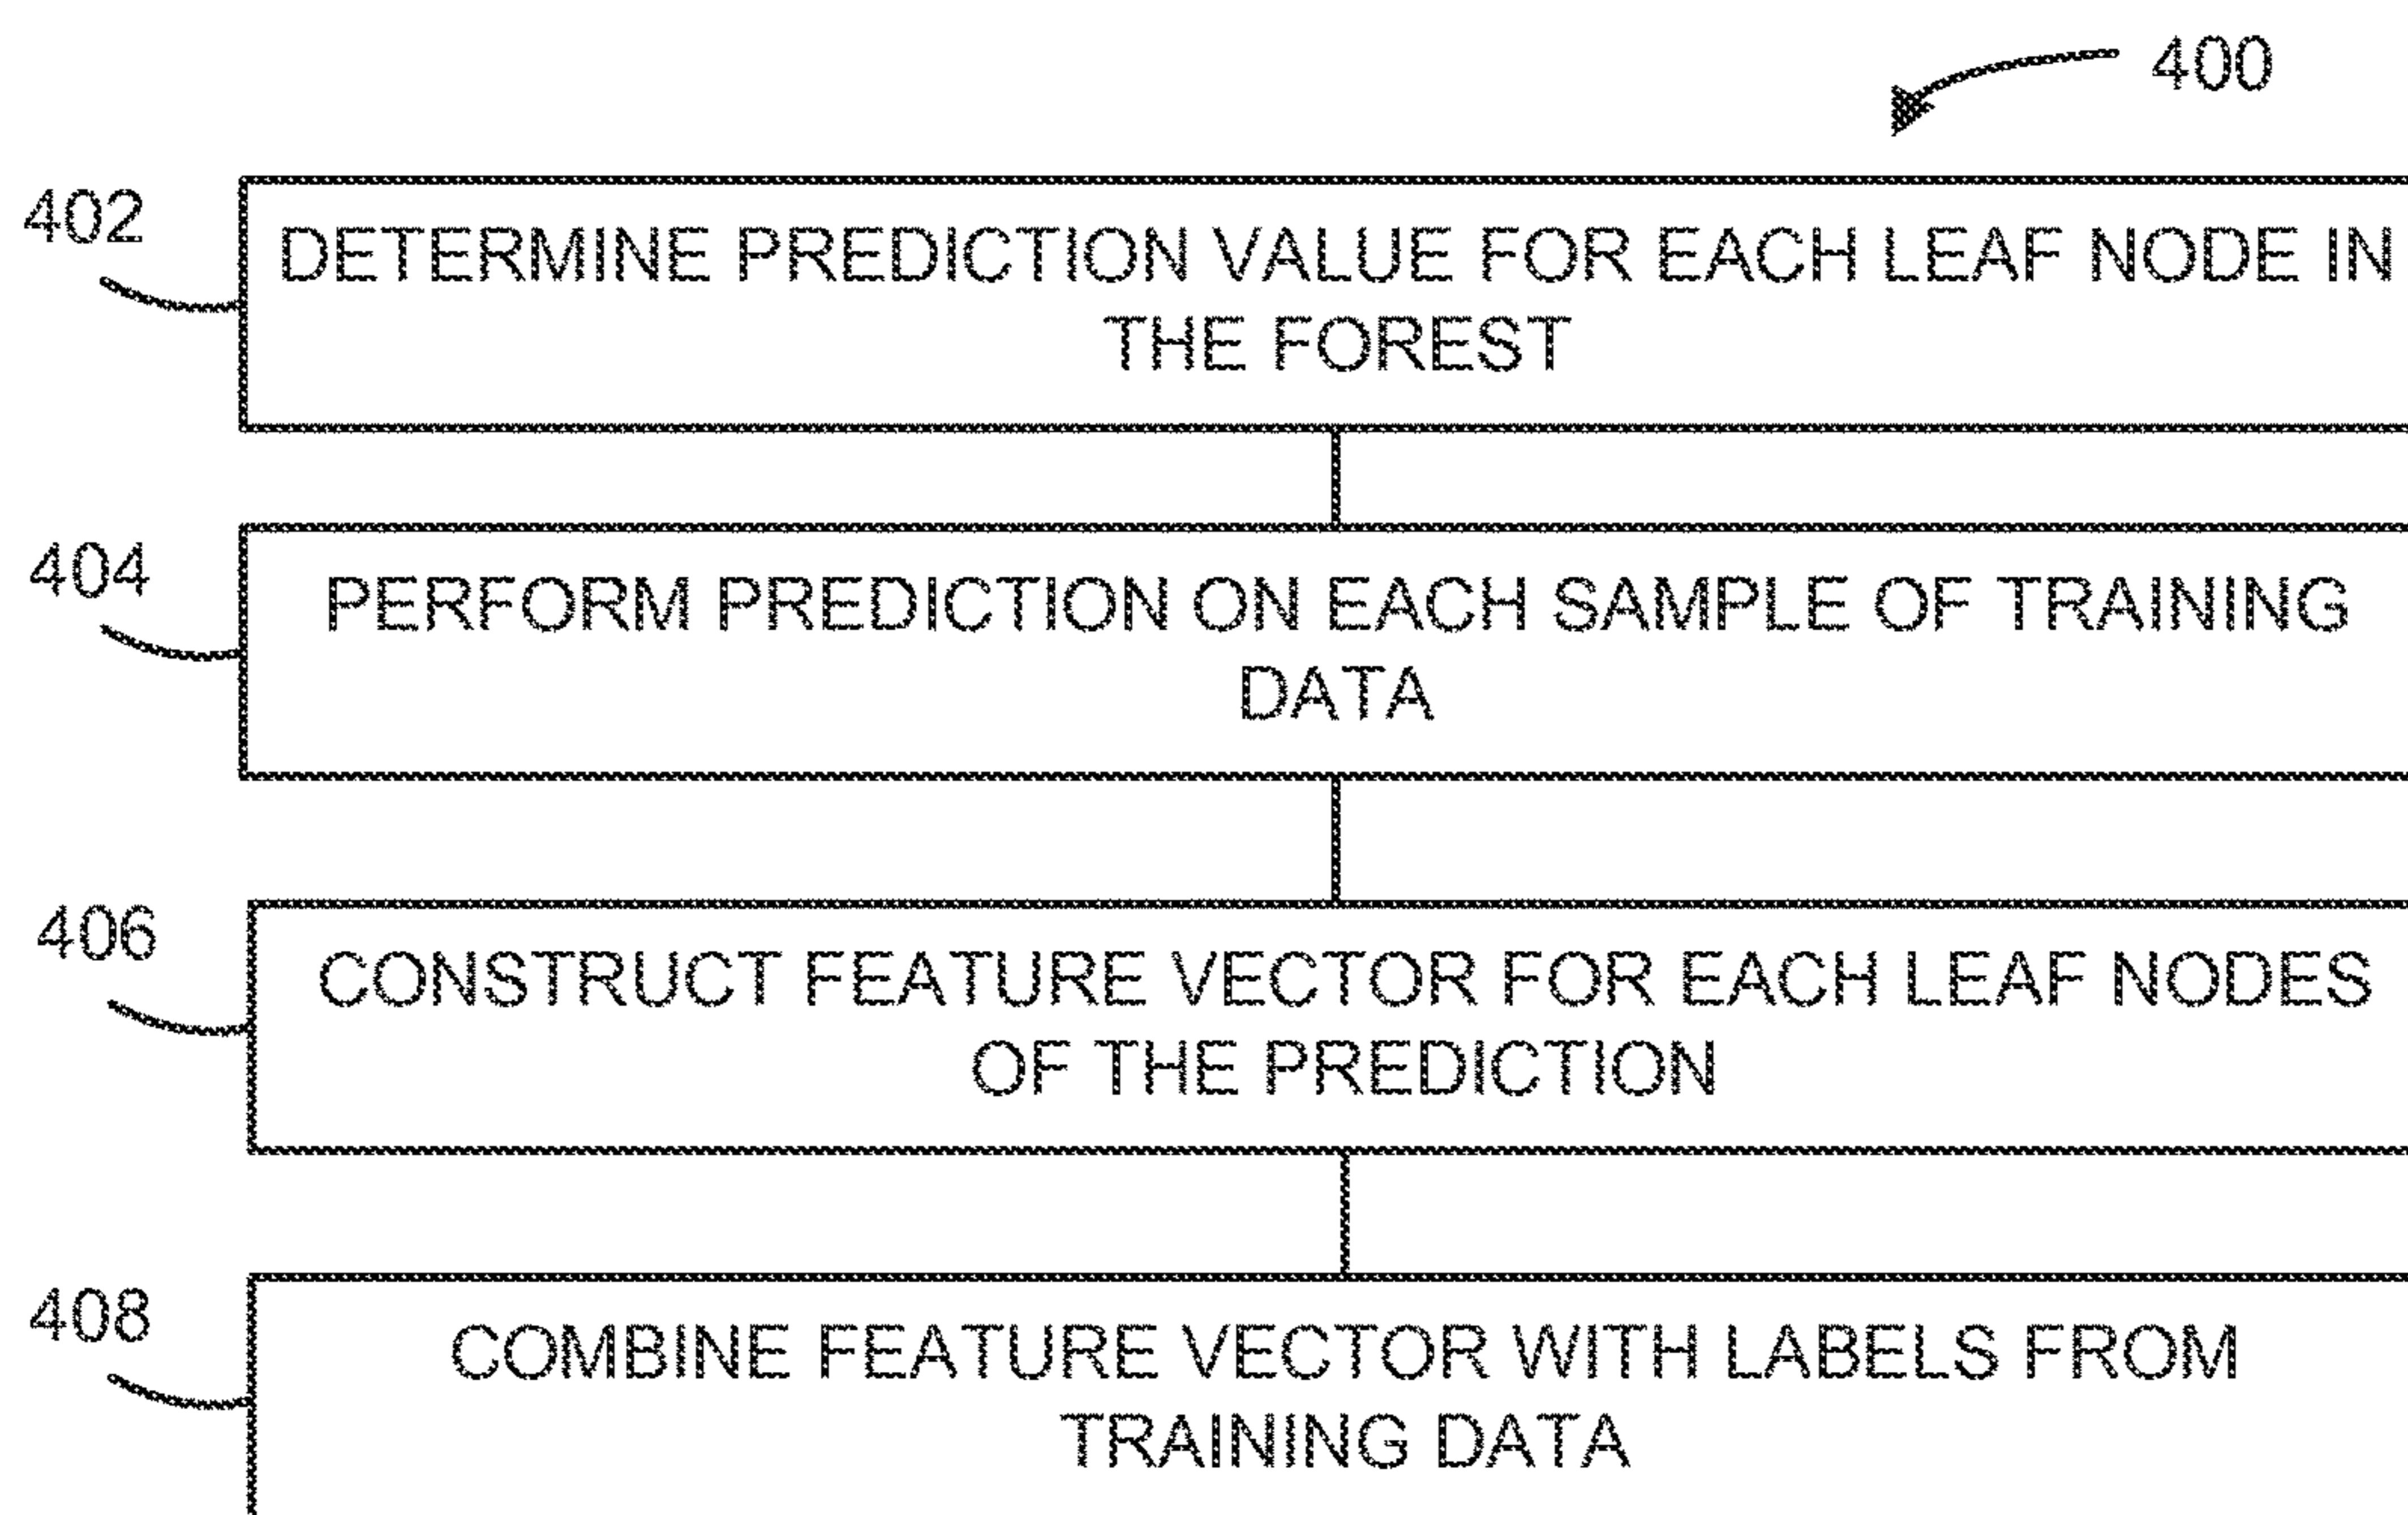 400
402
DETERMINE PREDICTION VALUE FOR EACH LEAF NODE IN
THE FOREST
404
PERFORM PREDICTION ON EACH SAMPLE OF TRAINING
DATA
406
CONSTRUCT FEATURE VECTOR FOR EACH LEAF NODES
OF THE PREDICTION
408
COMBINE FEATURE VECTOR WITH LABELS FROM
TRAINING DATA